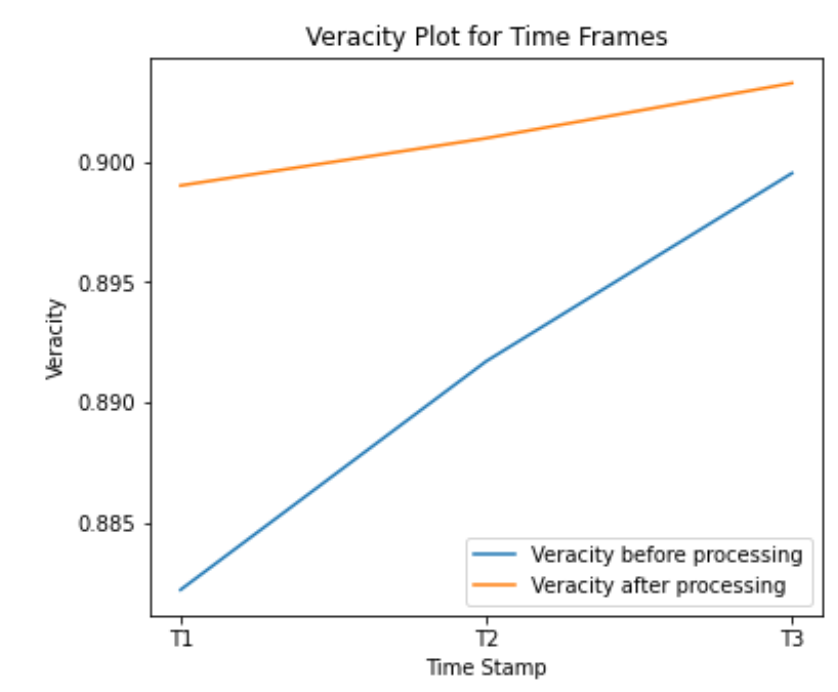 Veracity Plot for Time Frames
0.900
0.895
0.890
0.885
Veracity
Veracity before processing
Veracity after processing
T1 T2 T3
Time Stamp